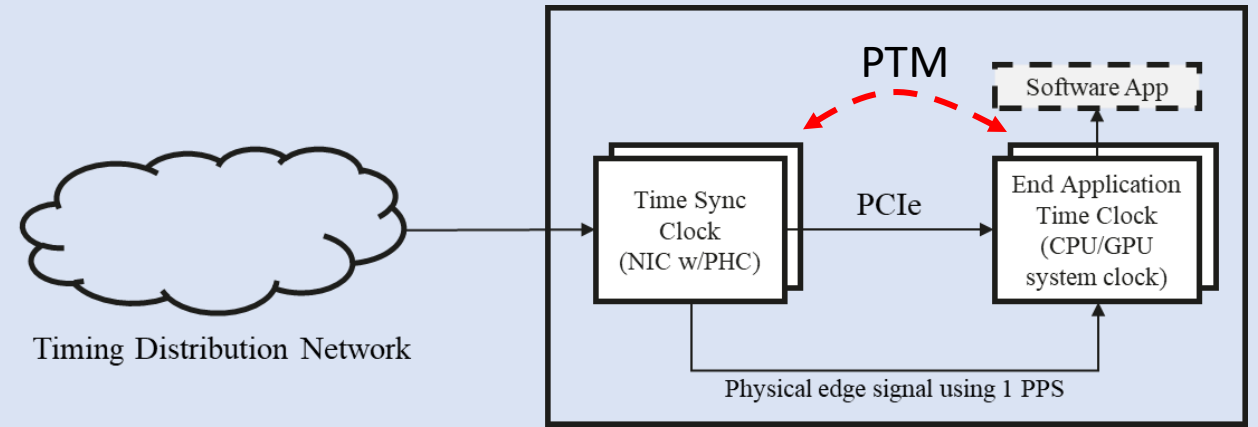 PTM
Software App
Time Sync
Clock
(NIC w/PHC)
PCIe
End Application
Time Clock
(CPU/GPU
system clock)
Timing Distribution Network
Physical edge signal using 1 PPS